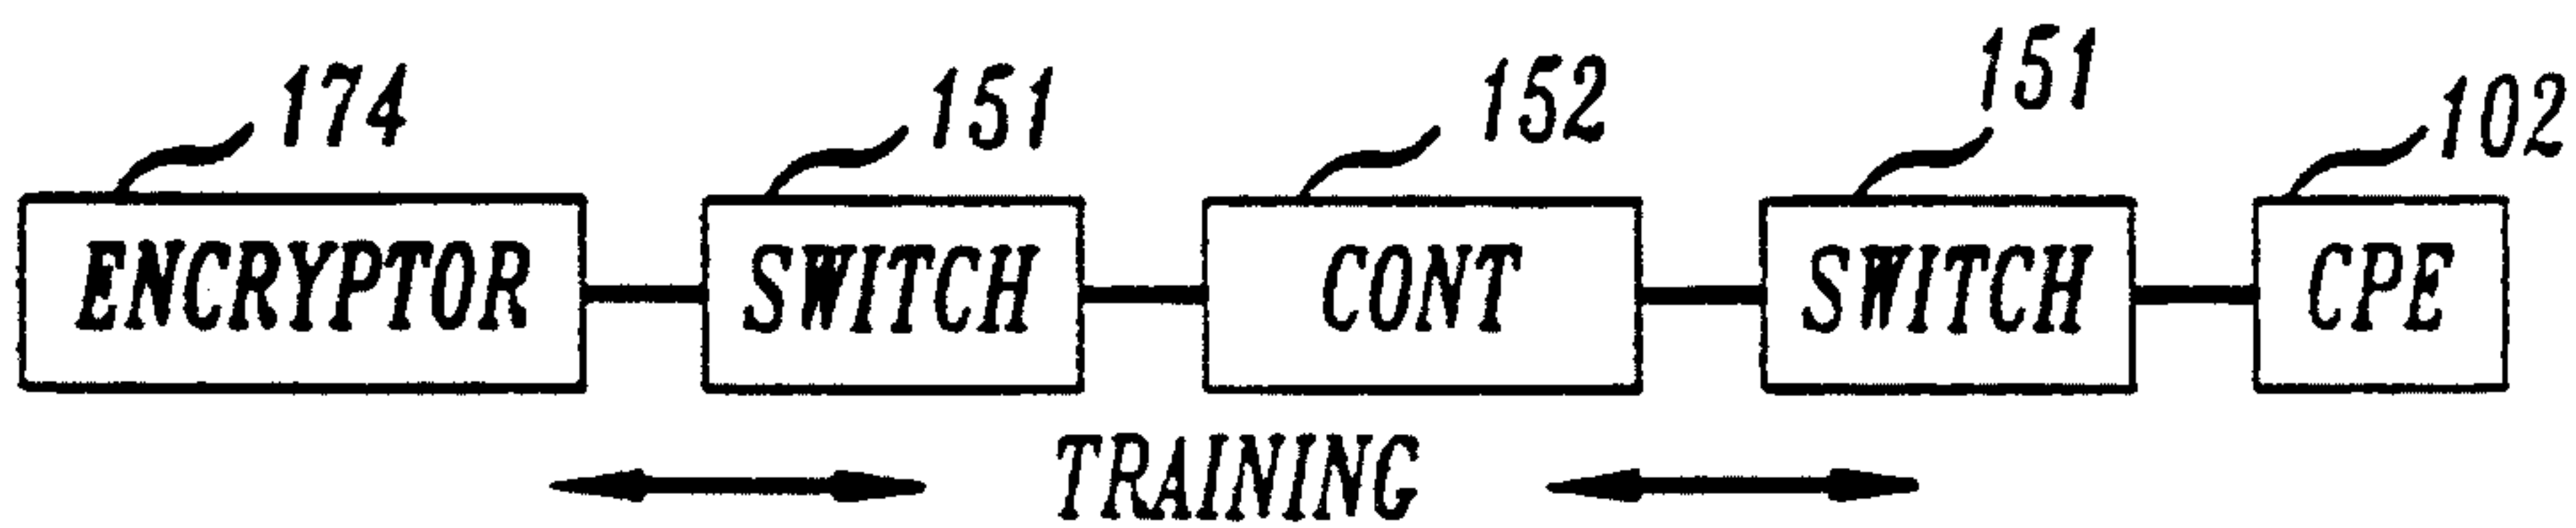 174 151 152 151 102
ENCRYPTOR SWITCH CONT SWITCH CPE
TRAINING